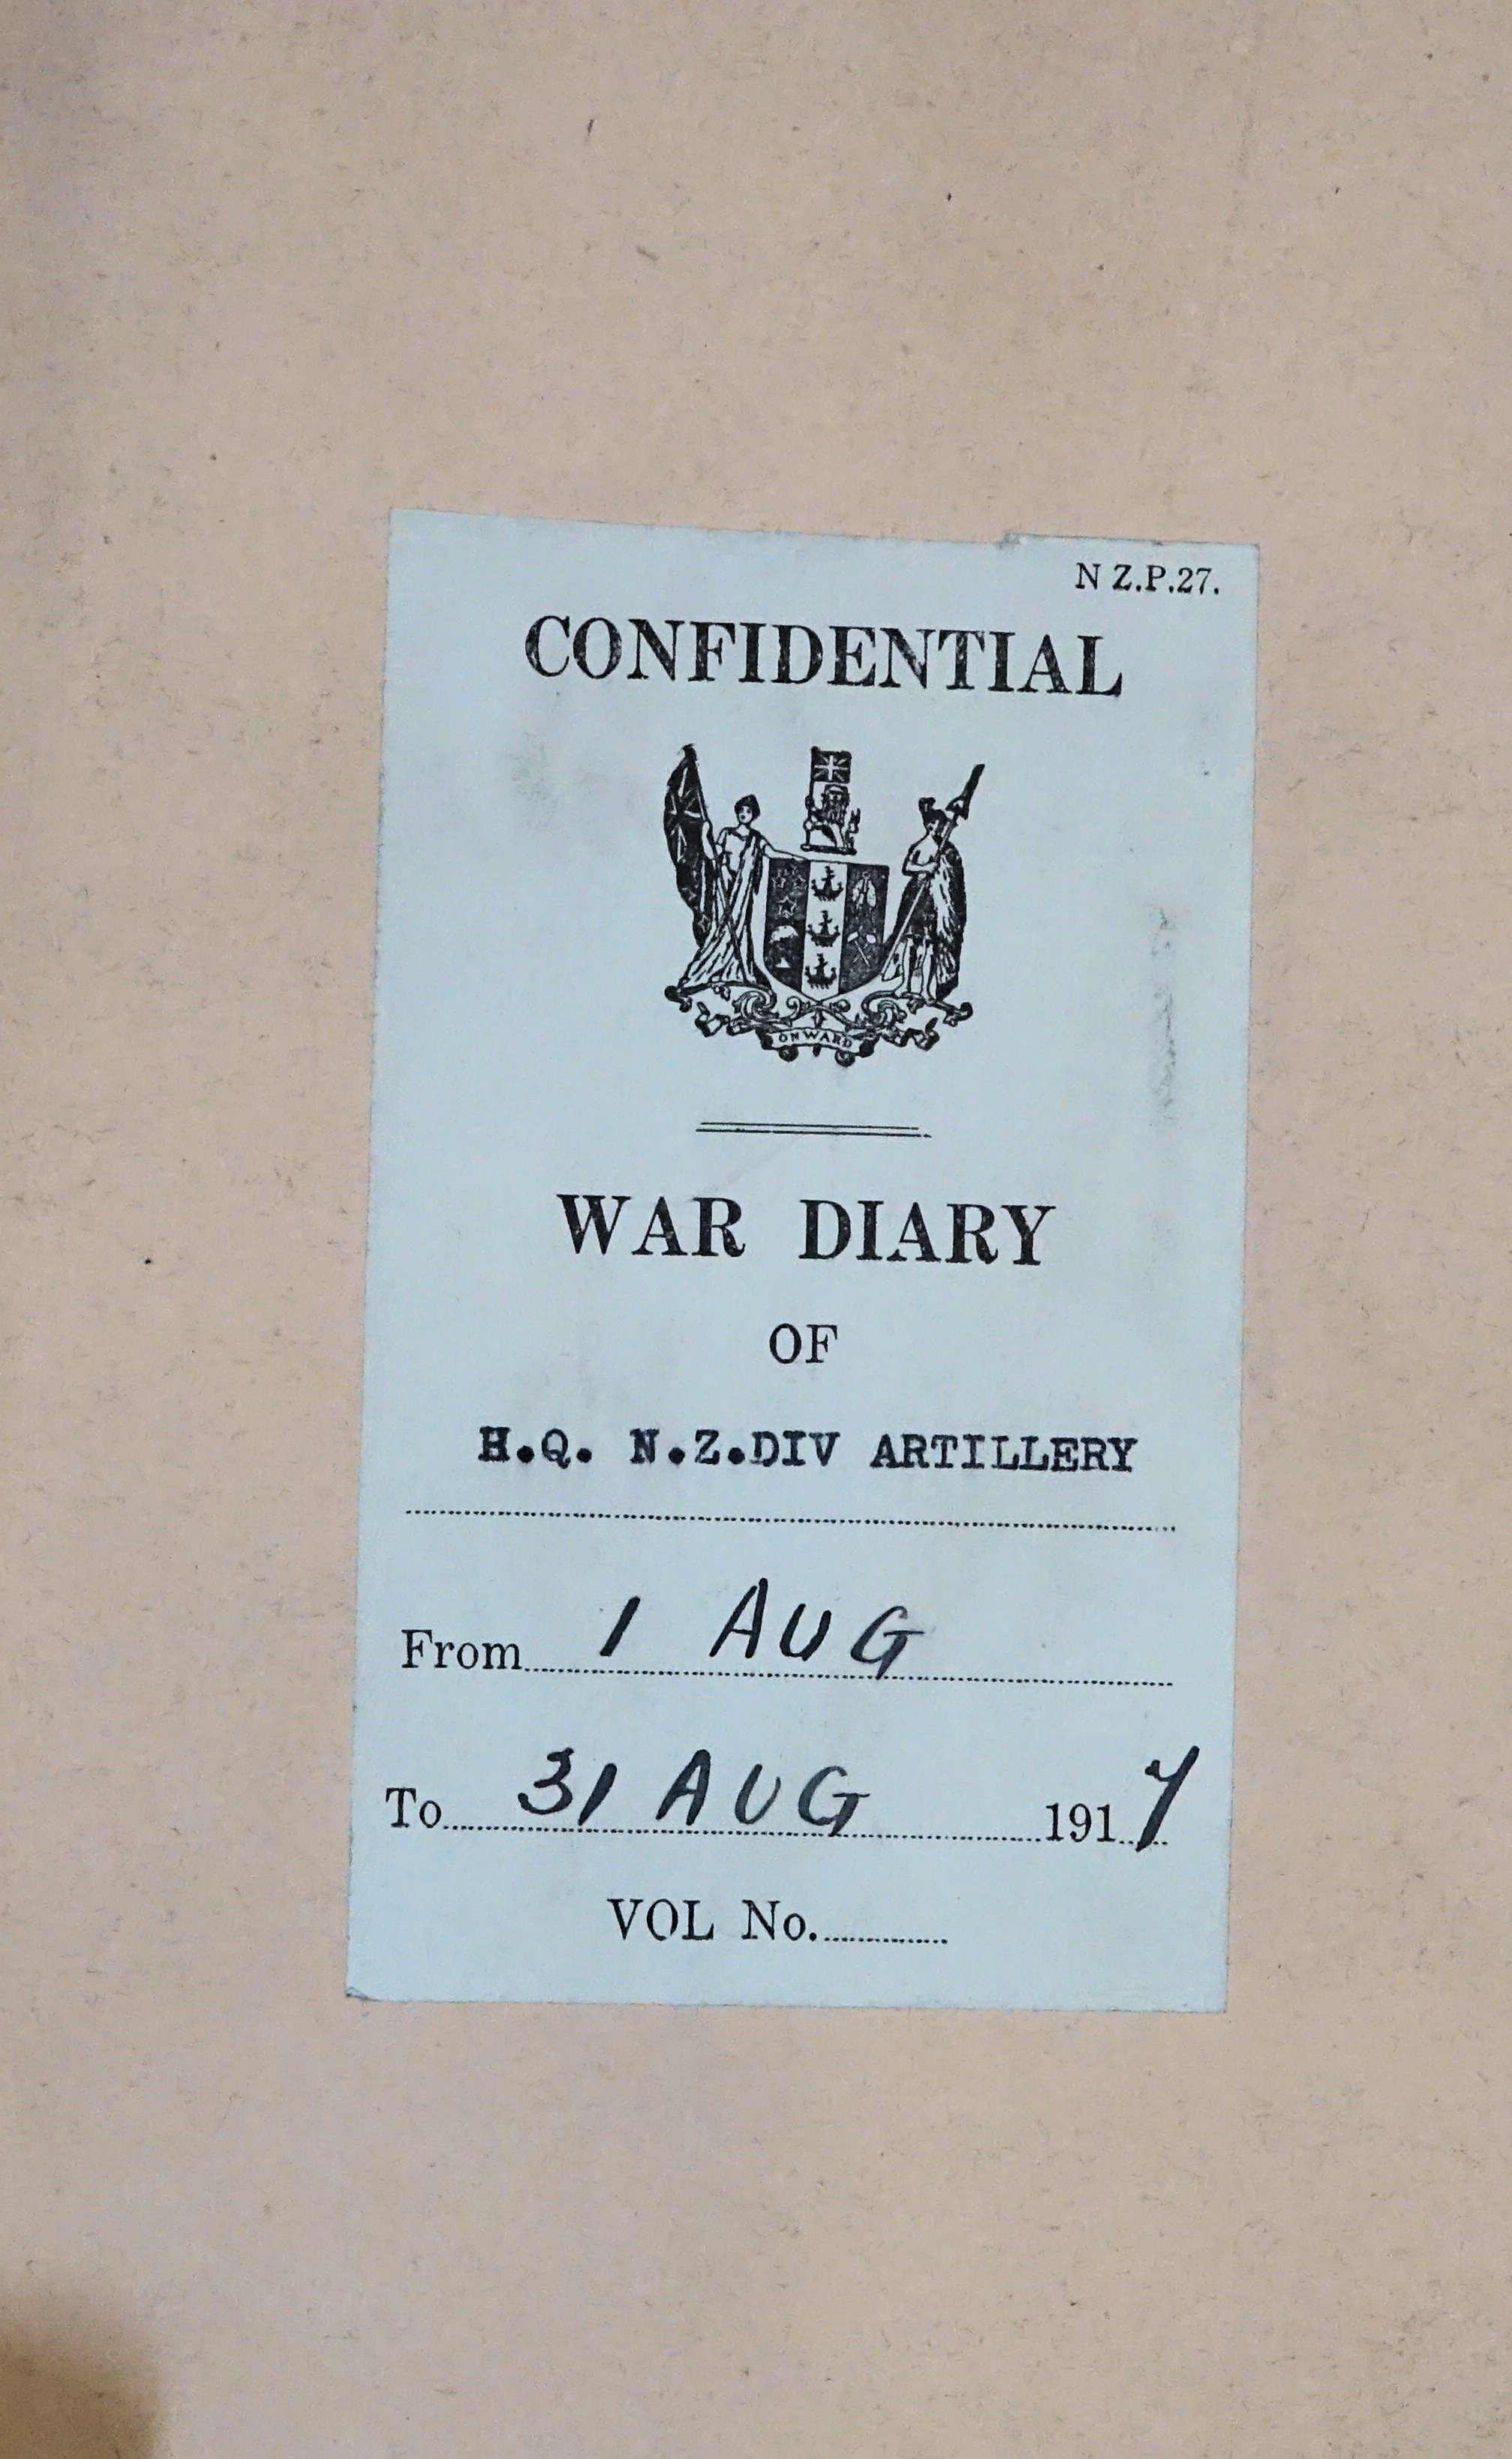 N Z.P.27.
CONFIDENTIAL
ONWARD
WAR DIARY
OF
H.Q. N.Z.DIV ARTILLERY
From 1 AUG
To 31 AUG 1917
VOL No.